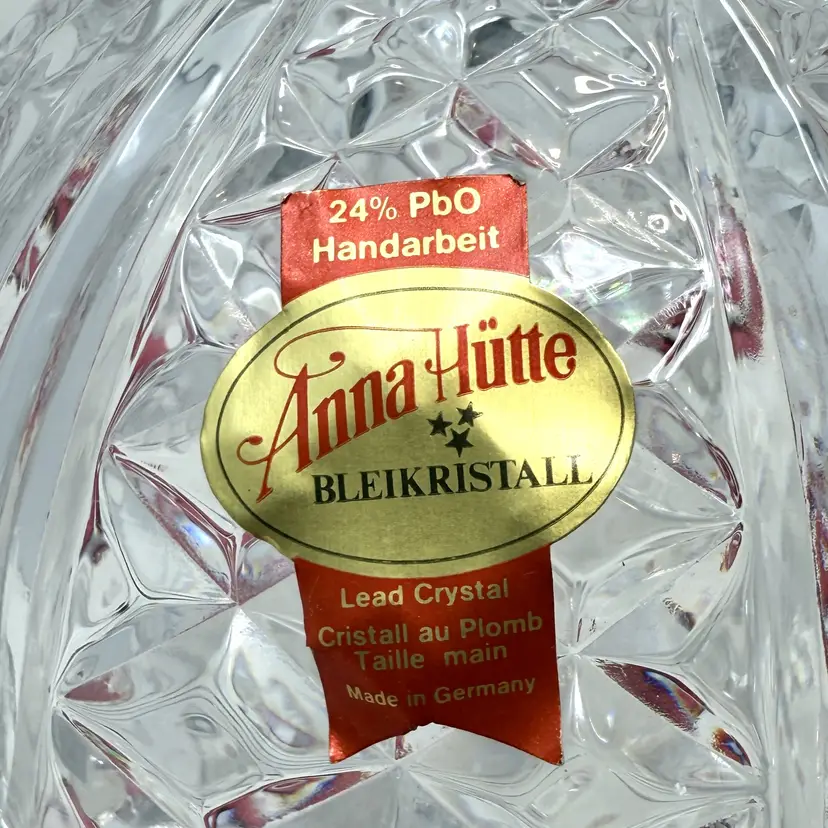 24% PbO
Handarbeit
Anna Hütte
BLEIKRISTALL
Lead Crystal
Cristall au Plomb
Taille main
Made in Germany